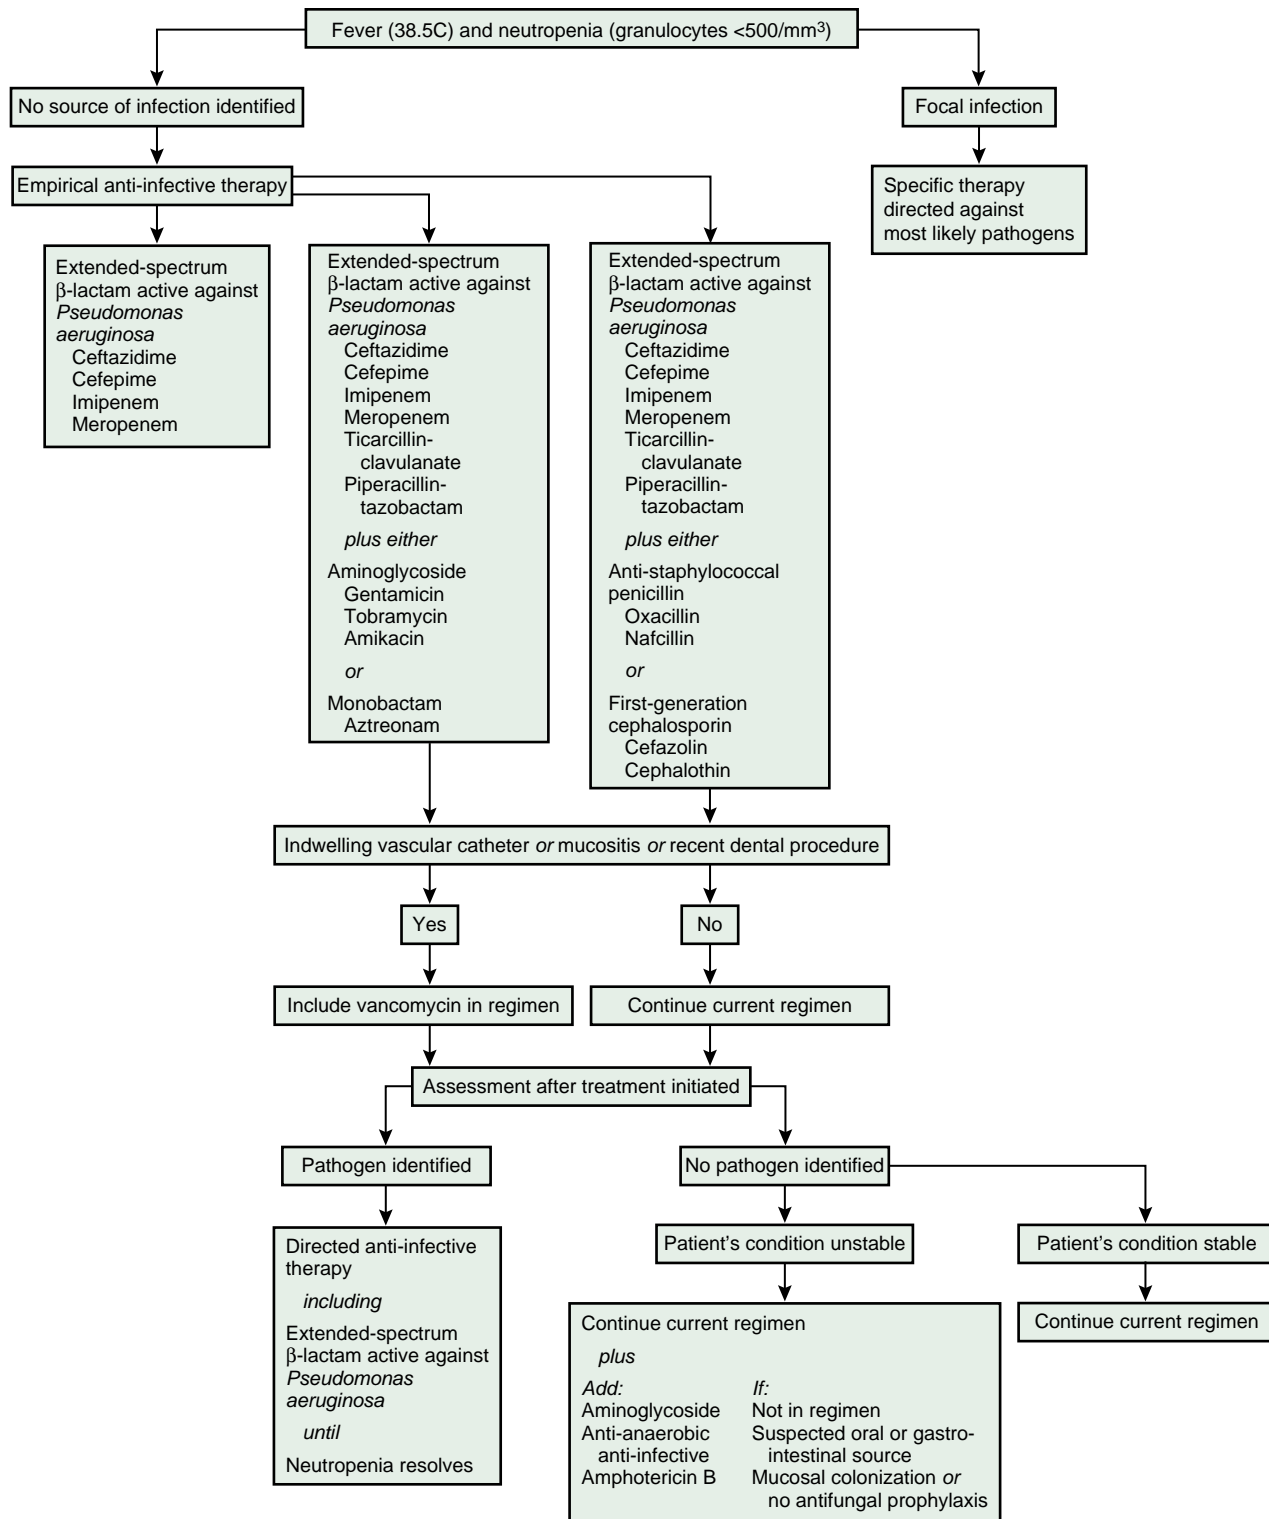 Fever (38.5C) and neutropenia (granulocytes <500/mm³)
No source of infection identified
Focal infection
Empirical anti-infective therapy
Specific therapy
directed against
most likely pathogens
Extended-spectrum
β-lactam active against
Pseudomonas
aeruginosa
Ceftazidime
Cefepime
Imipenem
Meropenem
Extended-spectrum
β-lactam active against
Pseudomonas
aeruginosa
Ceftazidime
Cefepime
Imipenem
Meropenem
Ticarcillin-
clavulanate
Piperacillin-
tazobactam
plus either
Aminoglycoside
Gentamicin
Tobramycin
Amikacin
or
Monobactam
Aztreonam
Extended-spectrum
β-lactam active against
Pseudomonas
aeruginosa
Ceftazidime
Cefepime
Imipenem
Meropenem
Ticarcillin-
clavulanate
Piperacillin-
tazobactam
plus either
Anti-staphylococcal
penicillin
Oxacillin
Nafcillin
or
First-generation
cephalosporin
Cefazolin
Cephalothin
Indwelling vascular catheter or mucositis or recent dental procedure
Yes
No
Include vancomycin in regimen
Continue current regimen
Assessment after treatment initiated
Pathogen identified
No pathogen identified
Directed anti-infective
therapy
including
Extended-spectrum
β-lactam active against
Pseudomonas
aeruginosa
until
Neutropenia resolves
Patient's condition unstable
Patient's condition stable
Continue current regimen
plus
Add: If:
Aminoglycoside Not in regimen
Anti-anaerobic Suspected oral or gastro-
anti-infective intestinal source
Amphotericin B Mucosal colonization or
no antifungal prophylaxis
Continue current regimen